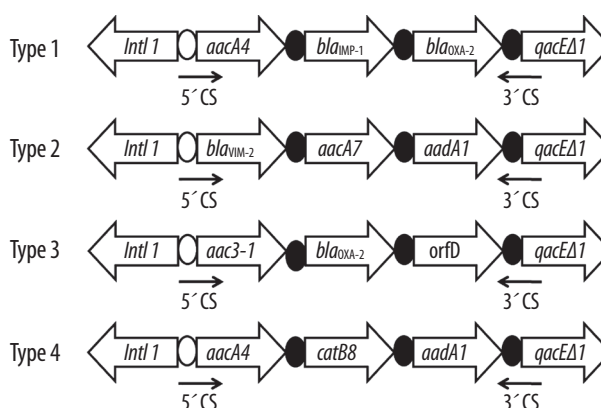 Type 1 Intl 1 aacA4 blaIMP-1 blaOXA-2 qacEΔ1
5´ CS 3´ CS
Type 2 Intl 1 blaVIM-2 aacA7 aadA1 qacEΔ1
5´ CS 3´ CS
Type 3 Intl 1 aac3-1 blaOXA-2 orfD qacEΔ1
5´ CS 3´ CS
Type 4 Intl 1 aacA4 catB8 aadA1 qacEΔ1
5´ CS 3´ CS